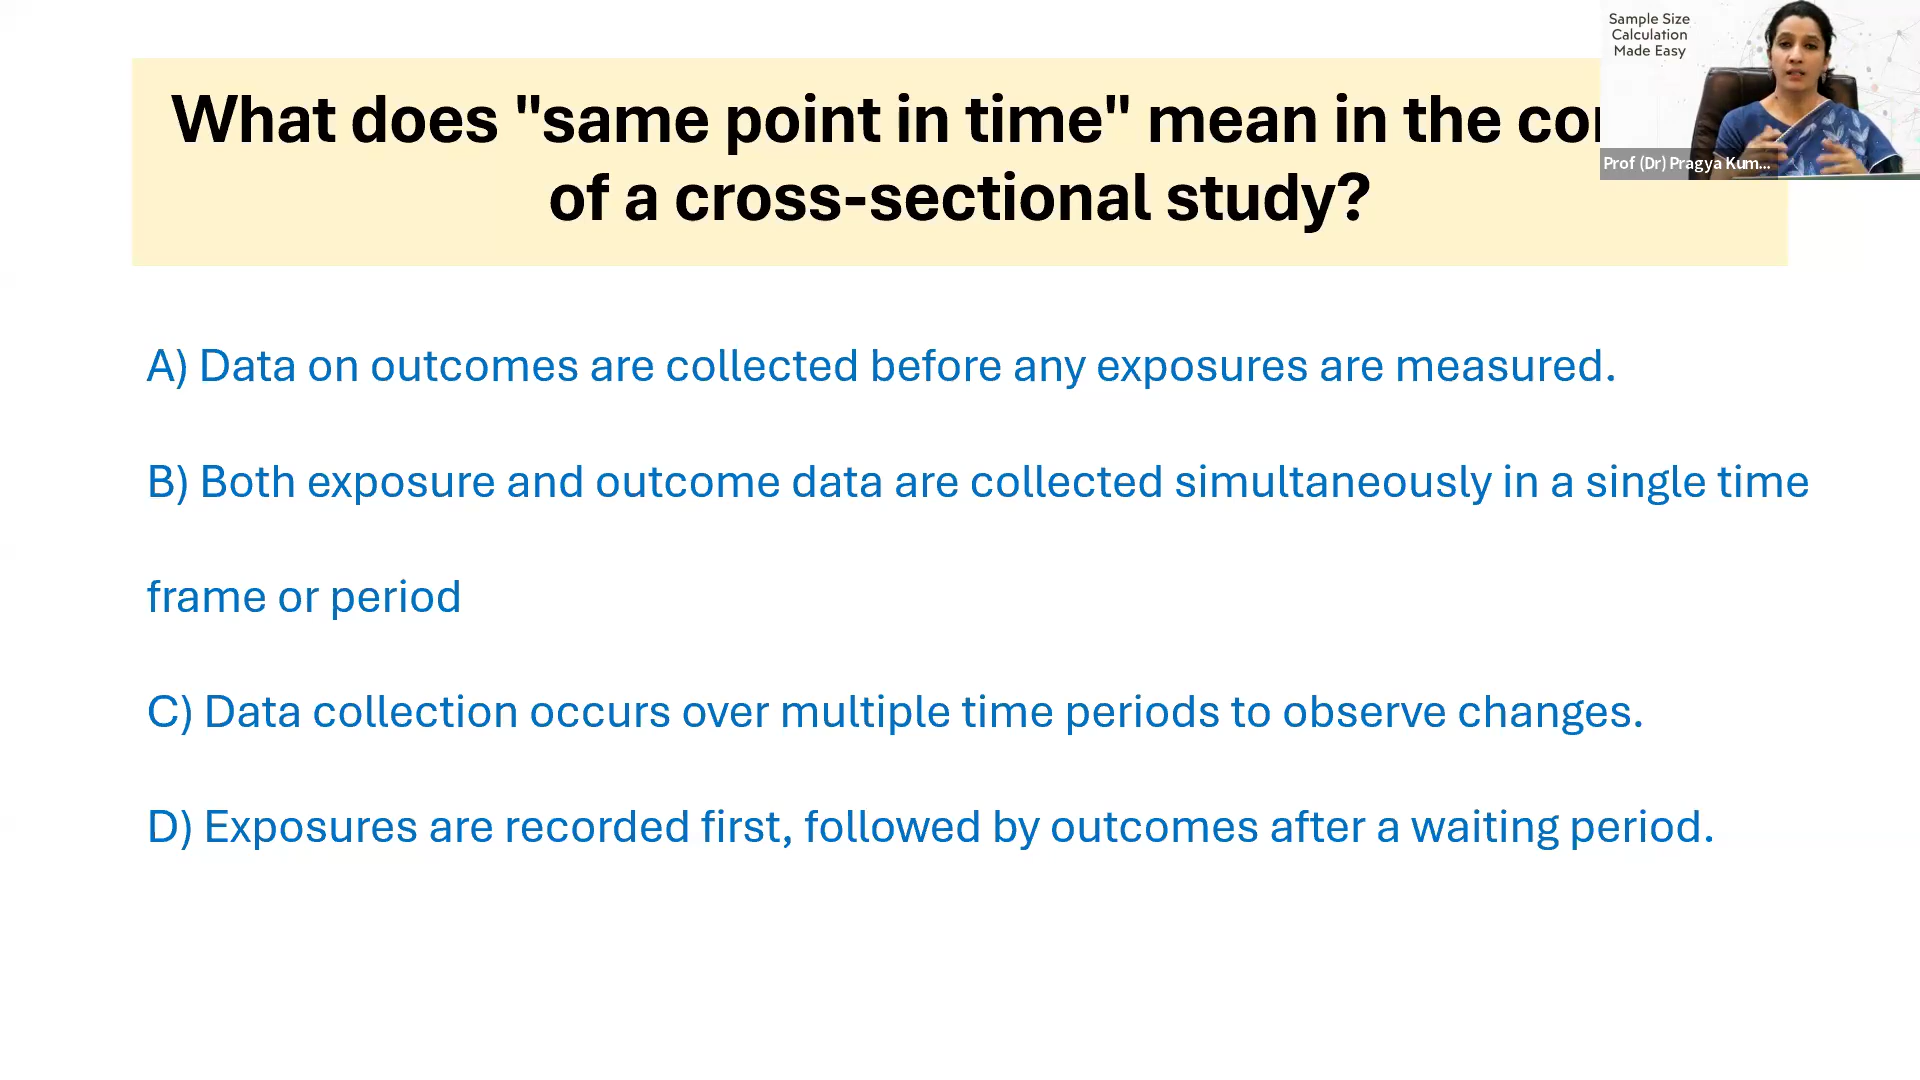 Sample Size
Calculation
Made Easy
Prof (Dr) Pragya Kum...
What does "same point in time" mean in the
of a cross-sectional study?
A) Data on outcomes are collected before any exposures are measured.
B) Both exposure and outcome data are collected simultaneously in a single time
frame or period
C) Data collection occurs over multiple time periods to observe changes.
D) Exposures are recorded first, followed by outcomes after a waiting period.